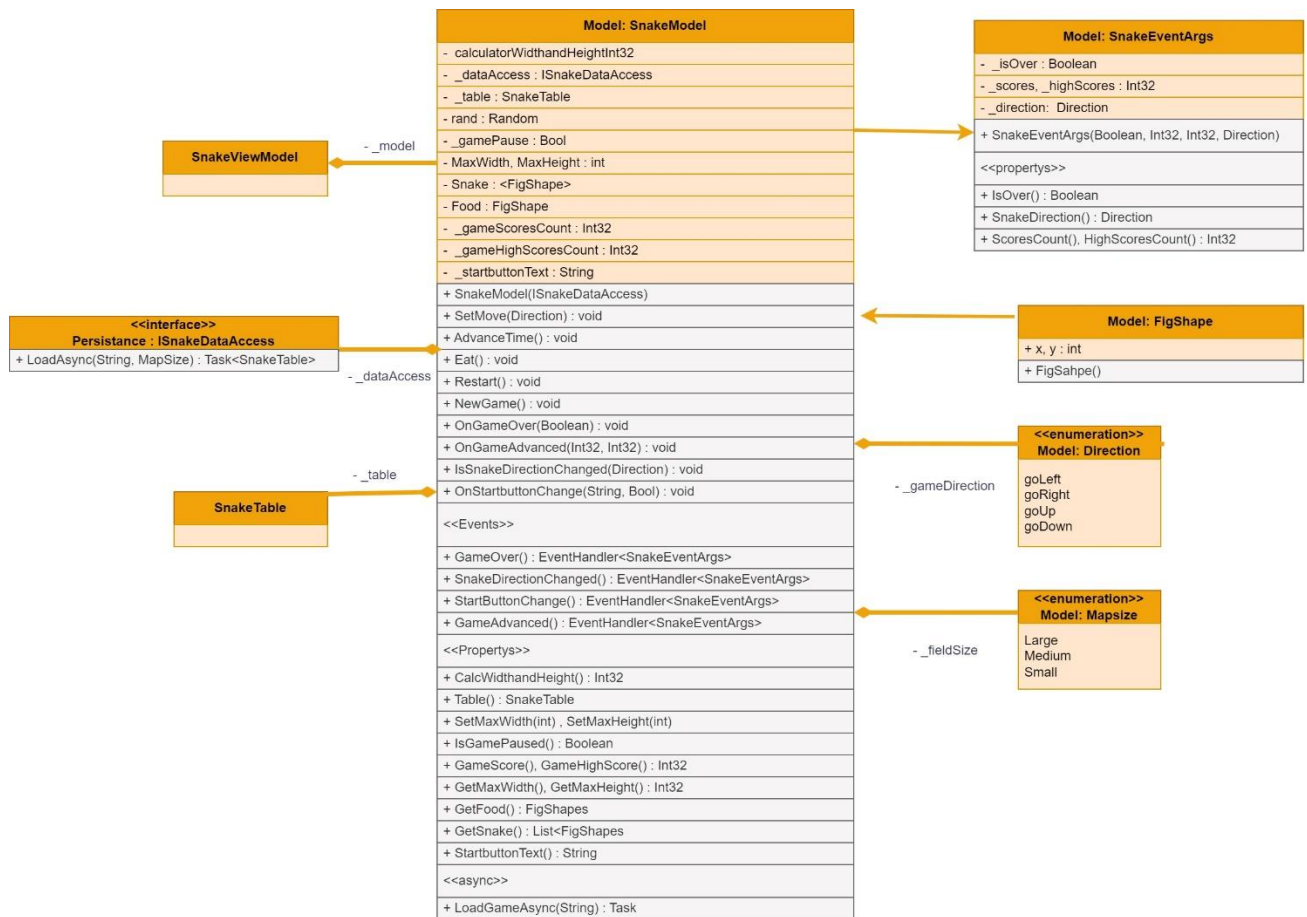 Model: SnakeModel
- calculatorWidthandHeightInt32
- _dataAccess : ISnakeDataAccess
- _table : SnakeTable
- rand : Random
- _gamePause : Bool
- MaxWidth, MaxHeight : int
- Snake : <FigShape>
- Food : FigShape
- _gameScoresCount : Int32
- _gameHighScoresCount : Int32
- _startbuttonText : String
+ SnakeModel(ISnakeDataAccess)
+ SetMove(Direction) : void
+ AdvanceTime() : void
+ Eat() : void
+ Restart() : void
+ NewGame() : void
+ OnGameOver(Boolean) : void
+ OnGameAdvanced(Int32, Int32) : void
+ IsSnakeDirectionChanged(Direction) : void
+ OnStartbuttonChange(String, Bool) : void
<<Events>>
+ GameOver() : EventHandler<SnakeEventArgs>
+ SnakeDirectionChanged() : EventHandler<SnakeEventArgs>
+ StartButtonChange() : EventHandler<SnakeEventArgs>
+ GameAdvanced() : EventHandler<SnakeEventArgs>
<<Propertys>>
+ CalcWidthandHeight() : Int32
+ Table() : SnakeTable
+ SetMaxWidth(int) , SetMaxHeight(int)
+ IsGamePaused() : Boolean
+ GameScore(), GameHighScore() : Int32
+ GetMaxWidth(), GetMaxHeight() : Int32
+ GetFood() : FigShapes
+ GetSnake() : List<FigShapes
+ StartbuttonText() : String
<<async>>
+ LoadGameAsync(String) : Task
SnakeViewModel
- _model
<<interface>>
Persistance : ISnakeDataAccess
+ LoadAsync(String, MapSize) : Task<SnakeTable>
- _dataAccess
- _table
SnakeTable
Model: SnakeEventArgs
- _isOver : Boolean
- _scores, _highScores : Int32
- _direction: Direction
+ SnakeEventArgs(Boolean, Int32, Int32, Direction)
<<propertys>>
+ IsOver() : Boolean
+ SnakeDirection() : Direction
+ ScoresCount(), HighScoresCount() : Int32
Model: FigShape
+ x, y : int
+ FigSahpe()
<<enumeration>>
Model: Direction
goLeft
goRight
goUp
goDown
- _gameDirection
<<enumeration>>
Model: Mapsize
Large
Medium
Small
- _fieldSize